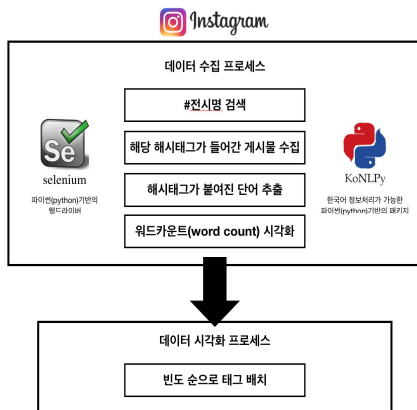 Instagram
데이터 수집 프로세스
#전시명 검색
해당 해시태그가 들어간 게시물 수집
해시태그가 붙여진 단어 추출
워드카운트(word count) 시각화
Se
selenium
파이썬(python)기반의
웹드라이버
KoNLPy
한국어 정보처리가 가능한
파이썬(python)기반의 패키지
데이터 시각화 프로세스
빈도 순으로 태그 배치